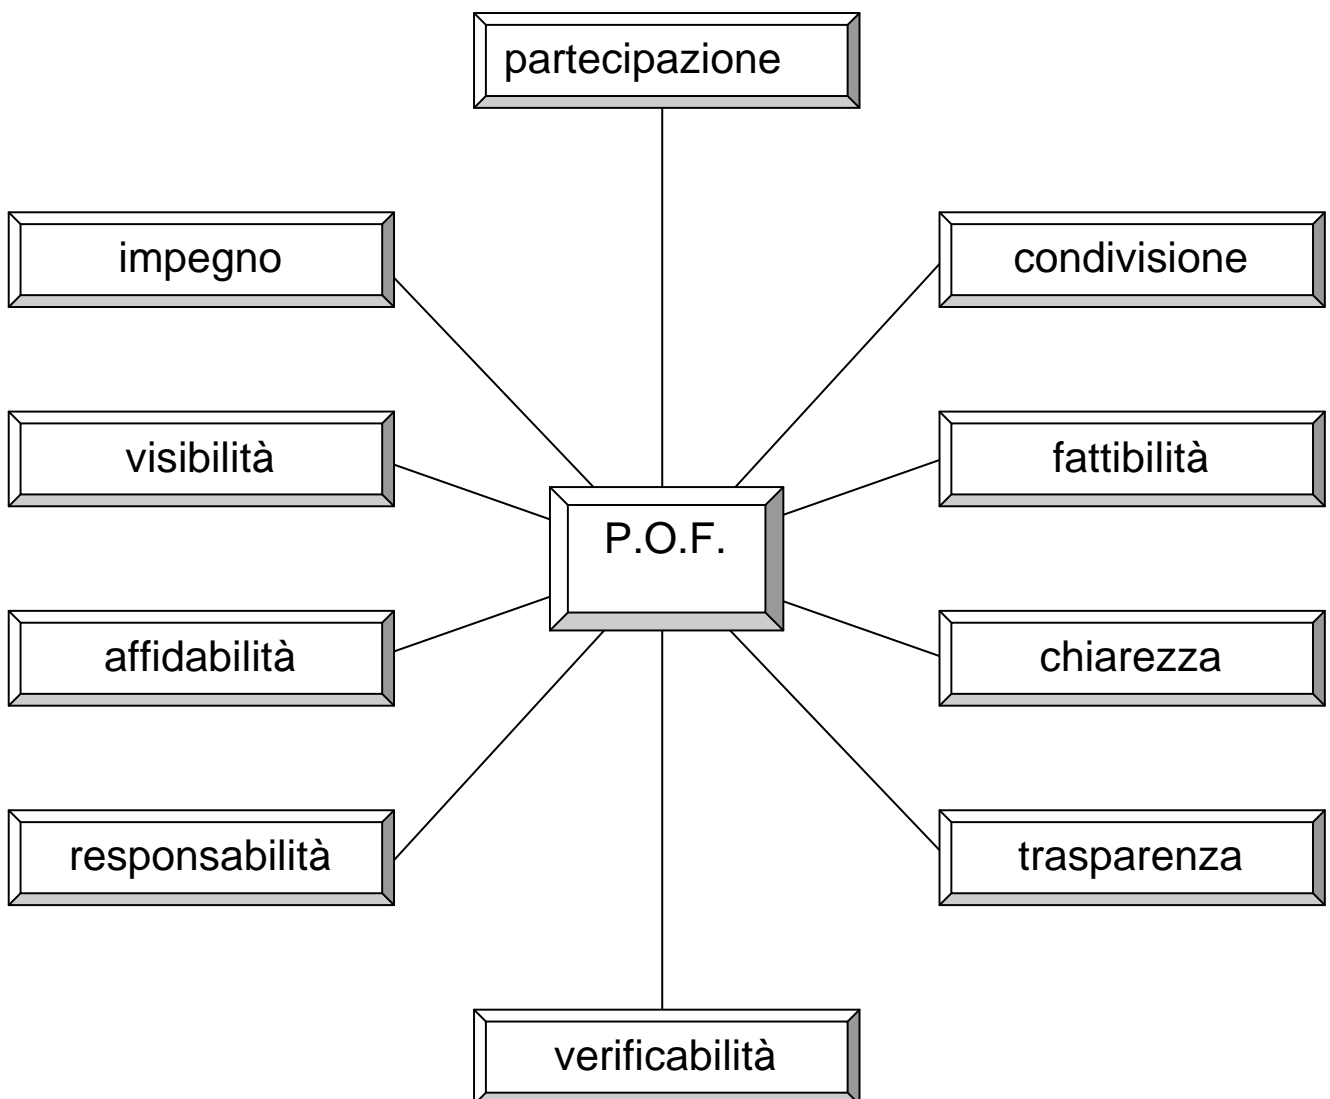 partecipazione
impegno
condivisione
visibilità
fattibilità
P.O.F.
affidabilità
chiarezza
responsabilità
trasparenza
verificabilità